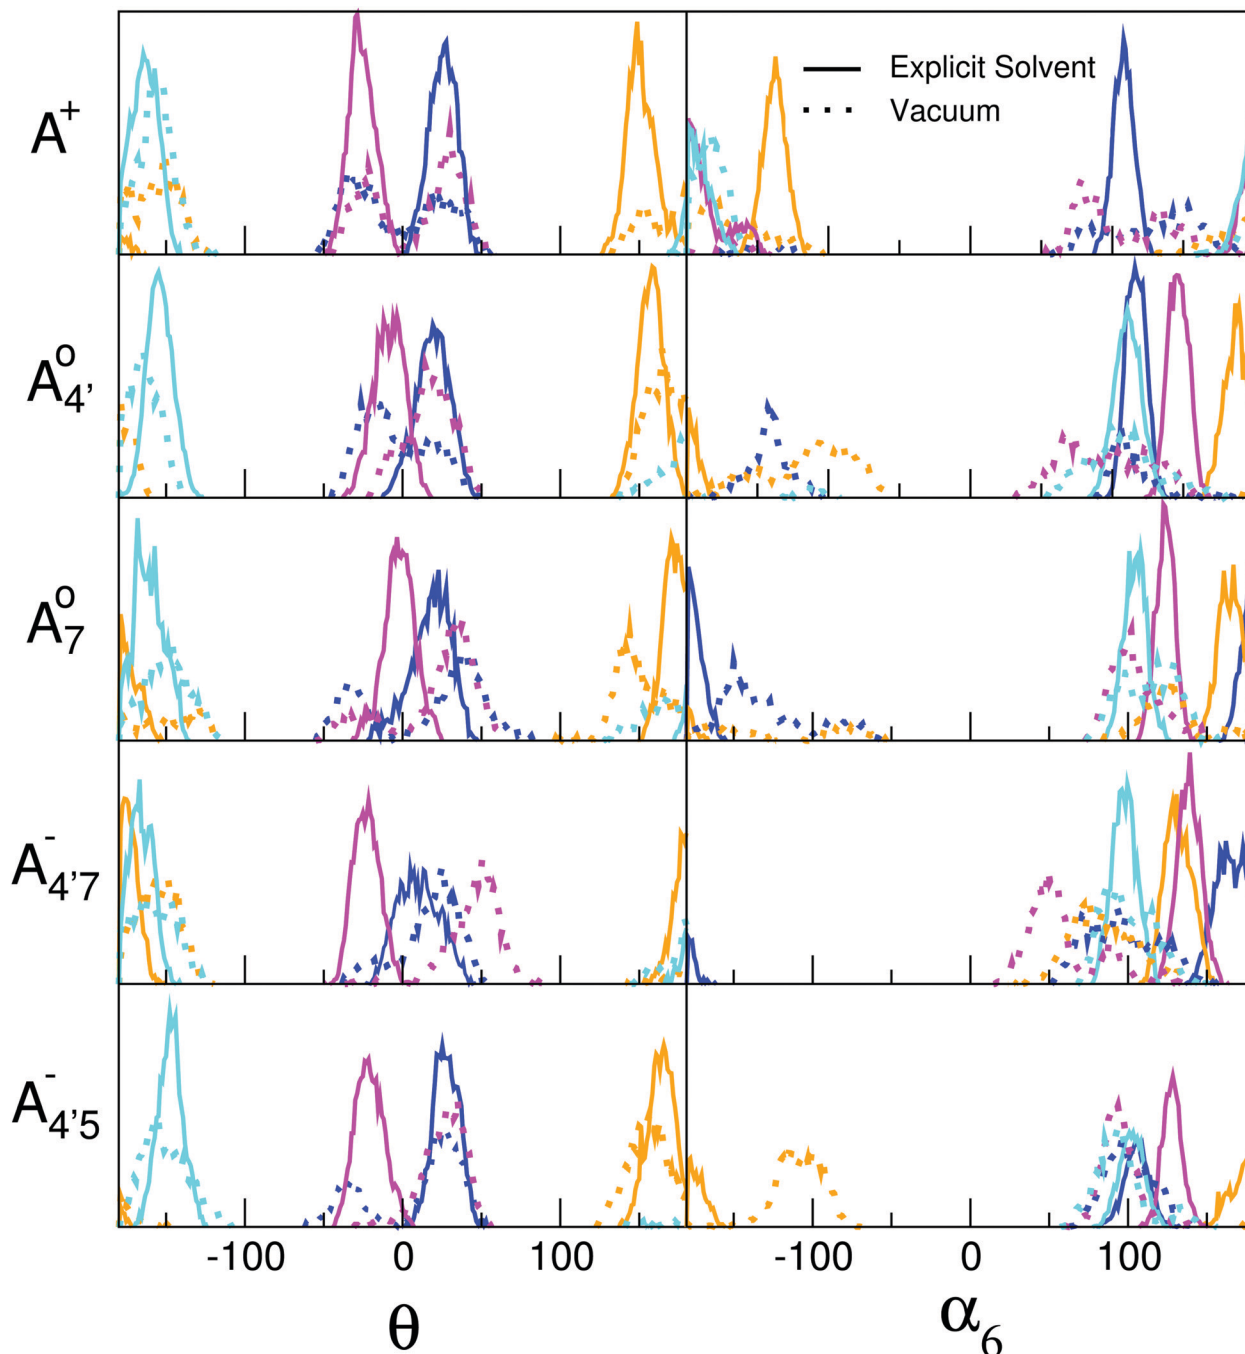 Explicit Solvent
Vacuum
A+
Ao4'
Ao7
A-4'7
A-4'5
-100 0 100 -100 0 100
θ α6